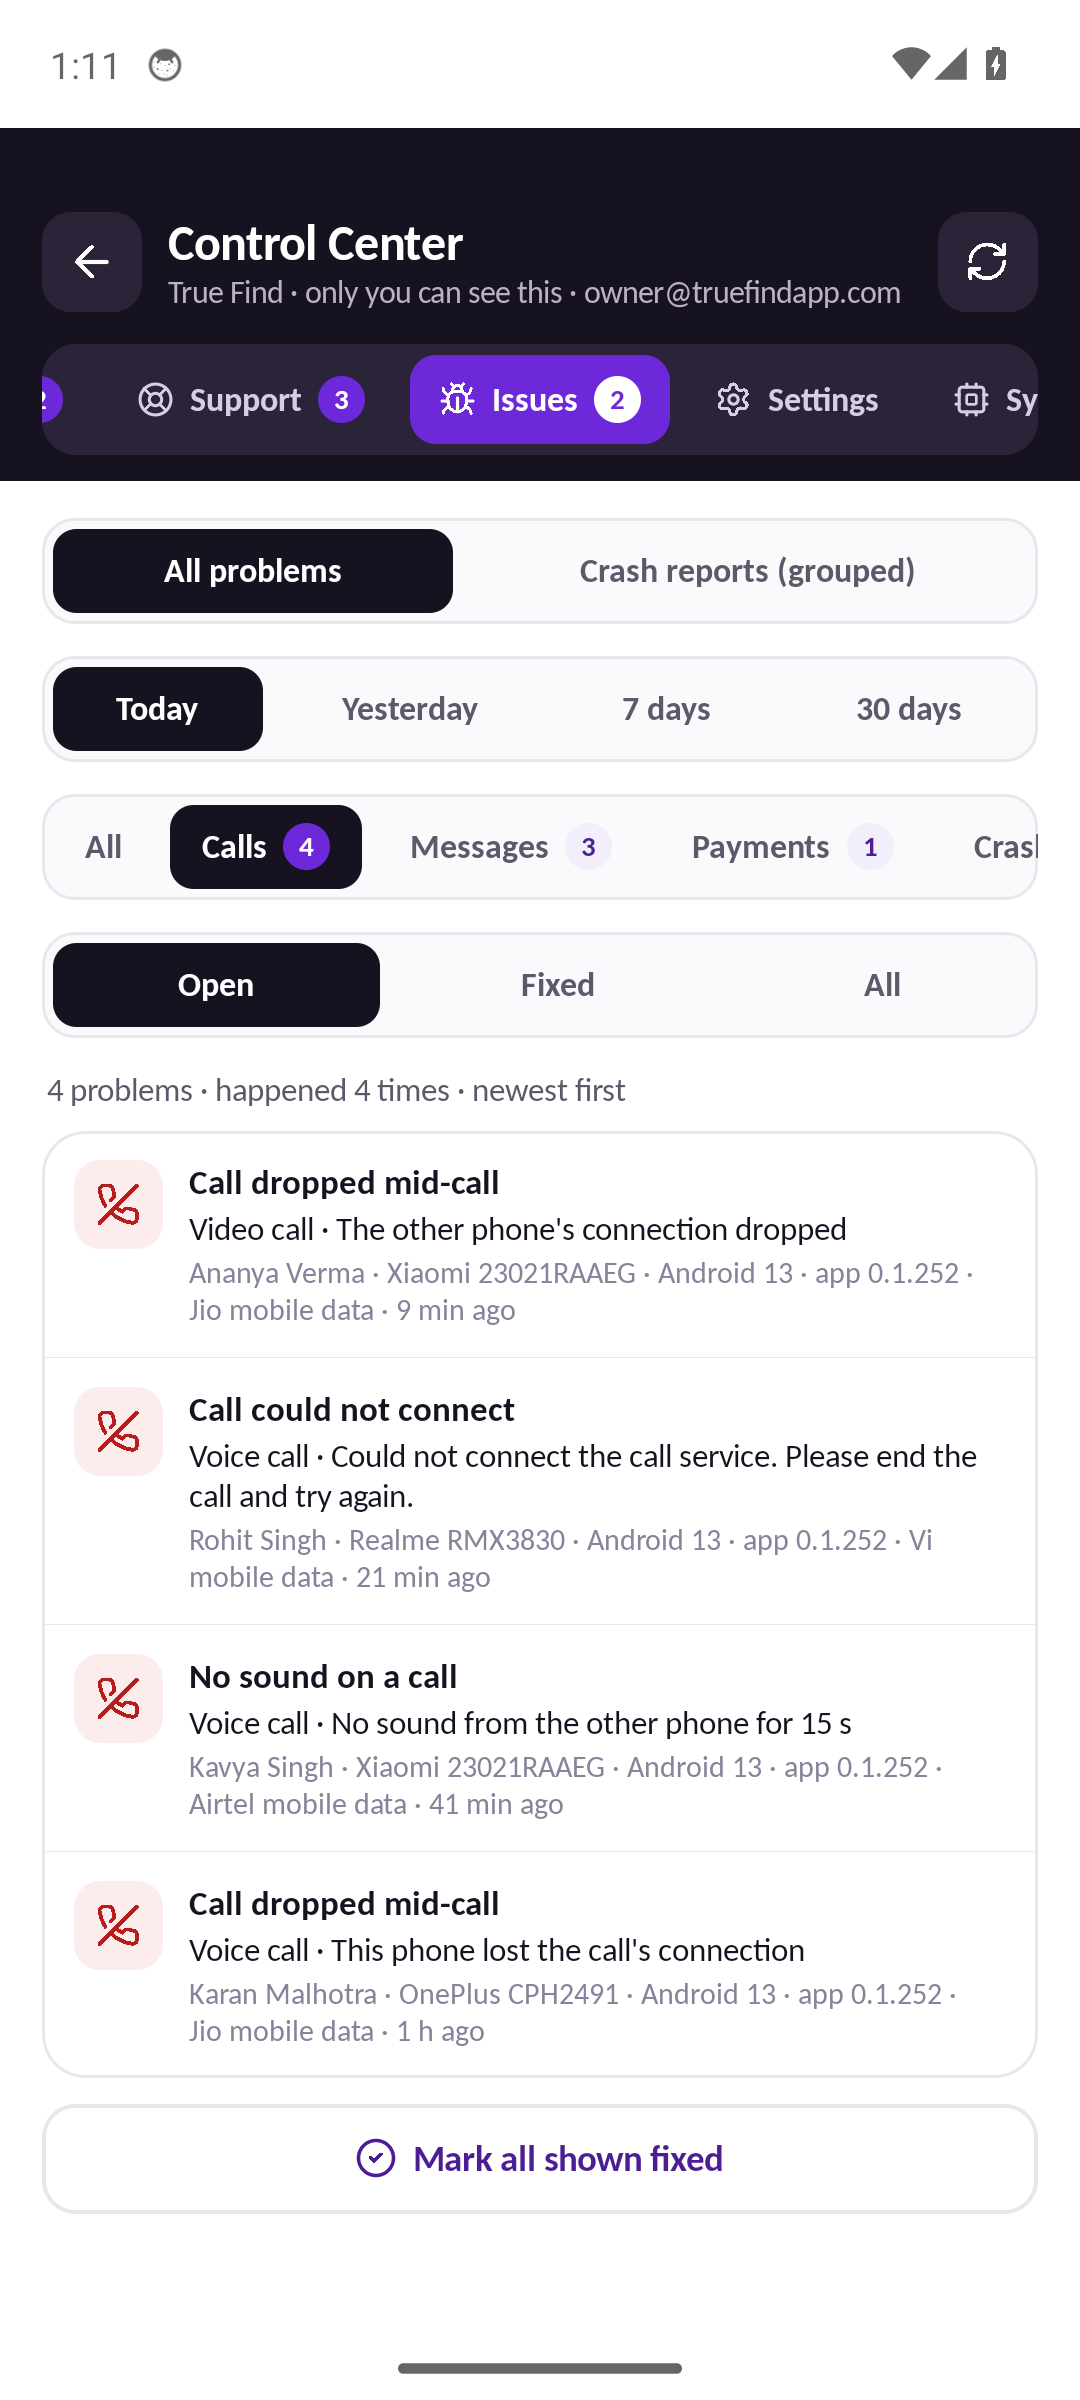 1:11
Control Center
True Find · only you can see this · owner@truefindapp.com
Support 3
Issues 2
Settings
Sy
All problems
Crash reports (grouped)
Today
Yesterday
7 days
30 days
All
Calls 4
Messages 3
Payments 1
Open
Fixed
All
4 problems · happened 4 times · newest first
Call dropped mid-call
Video call · The other phone's connection dropped
Ananya Verma · Xiaomi 23021RAAEG · Android 13 · app 0.1.252 ·
Jio mobile data · 9 min ago
Call could not connect
Voice call · Could not connect the call service. Please end the
call and try again.
Rohit Singh · Realme RMX3830 · Android 13 · app 0.1.252 · Vi
mobile data · 21 min ago
No sound on a call
Voice call · No sound from the other phone for 15 s
Kavya Singh · Xiaomi 23021RAAEG · Android 13 · app 0.1.252 ·
Airtel mobile data · 41 min ago
Call dropped mid-call
Voice call · This phone lost the call's connection
Karan Malhotra · OnePlus CPH2491 · Android 13 · app 0.1.252 ·
Jio mobile data · 1 h ago
Mark all shown fixed